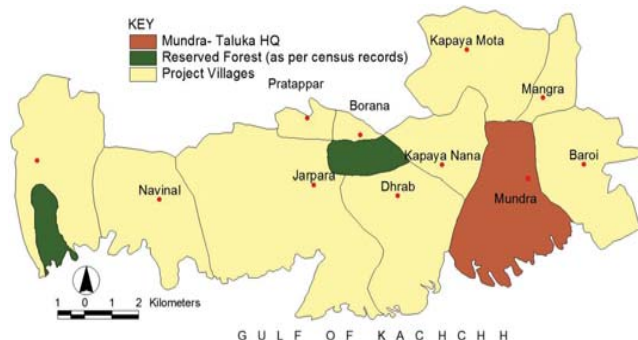 KEY
Mundra- Taluka HQ
Reserved Forest (as per census records)
Project Villages
Kapaya Mota
Pratappar
Mangra
Borana
Kapaya Nana
Baroi
Jarpara
Dhrab
Navinal
Mundra
1 0 1 2 Kilometers
G U L F O F K A C H C H H